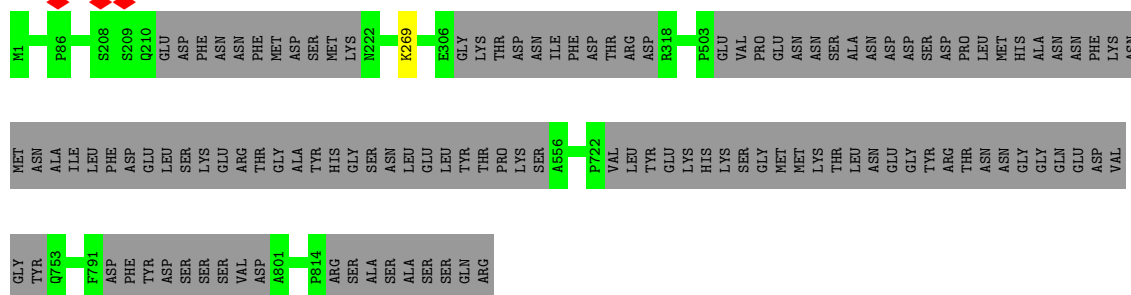 M1 P86 S208 S209 Q210 GLU ASP PHE ASN ASN PHE MET ASP SER MET LYS N222 K269 E306 GLY LYS THR ASP ASN ILE PHE ASP THR ARG ASP R318 P503 GLU VAL PRO GLU ASN ASN SER ALA ASN ASP ASP SER ASP PRO LEU MET HIS ALA ASN ASN PHE LYS ASN
MET ASN ALA ILE LEU PHE ASP GLU LEU SER LYS GLU ARG THR GLY ALA TYR HIS GLY SER ASN LEU GLU LEU TYR THR PRO LYS SER A556 P722 VAL LEU TYR GLU LYS HIS LYS SER GLY MET MET LYS THR LEU ASN GLU GLY TYR ARG THR ASN ASN GLY GLY GLN GLU ASP VAL
GLY TYR Q753 F791 ASP PHE TYR ASP SER SER SER VAL ASP A801 P814 ARG SER ALA SER ALA SER SER GLN ARG